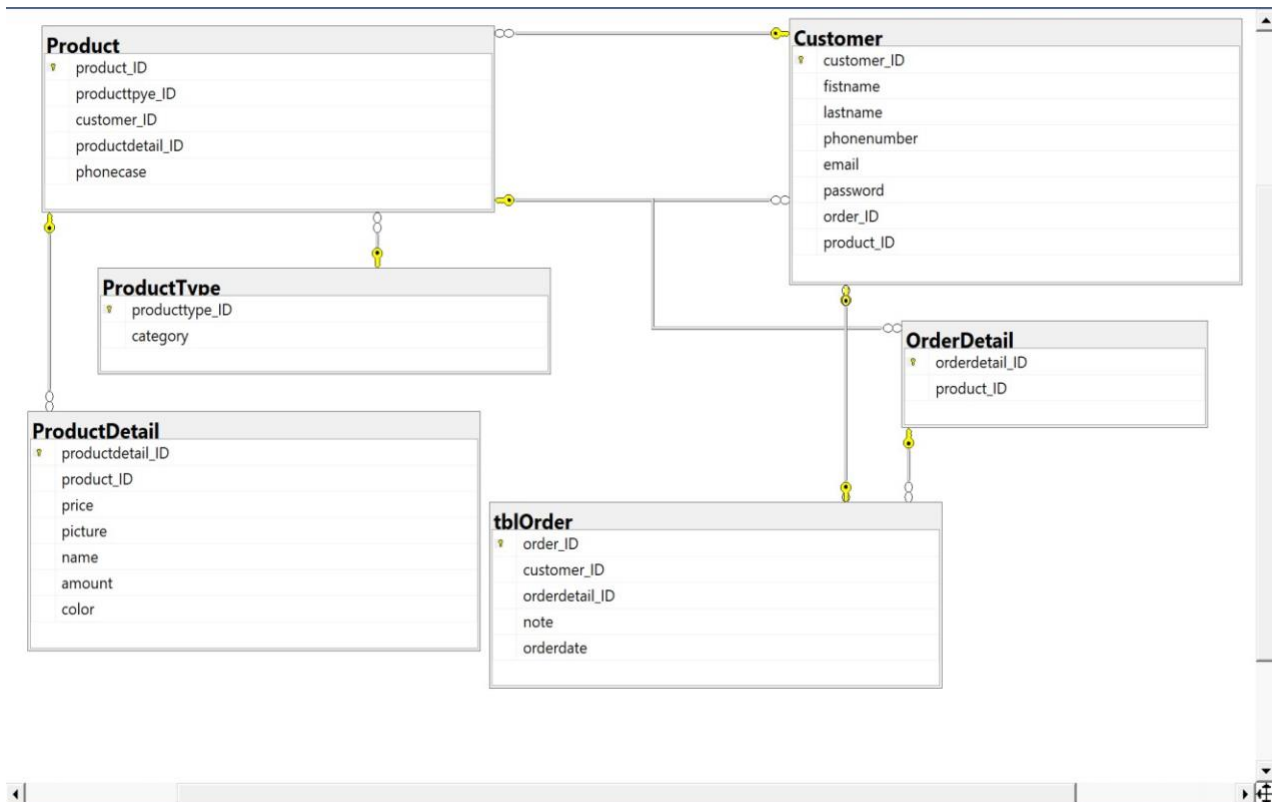 Product
product_ID
producttpye_ID
customer_ID
productdetail_ID
phonecase
Customer
customer_ID
fistname
lastname
phonenumber
email
password
order_ID
product_ID
ProductType
producttype_ID
category
OrderDetail
orderdetail_ID
product_ID
ProductDetail
productdetail_ID
product_ID
price
picture
name
amount
color
tblOrder
order_ID
customer_ID
orderdetail_ID
note
orderdate